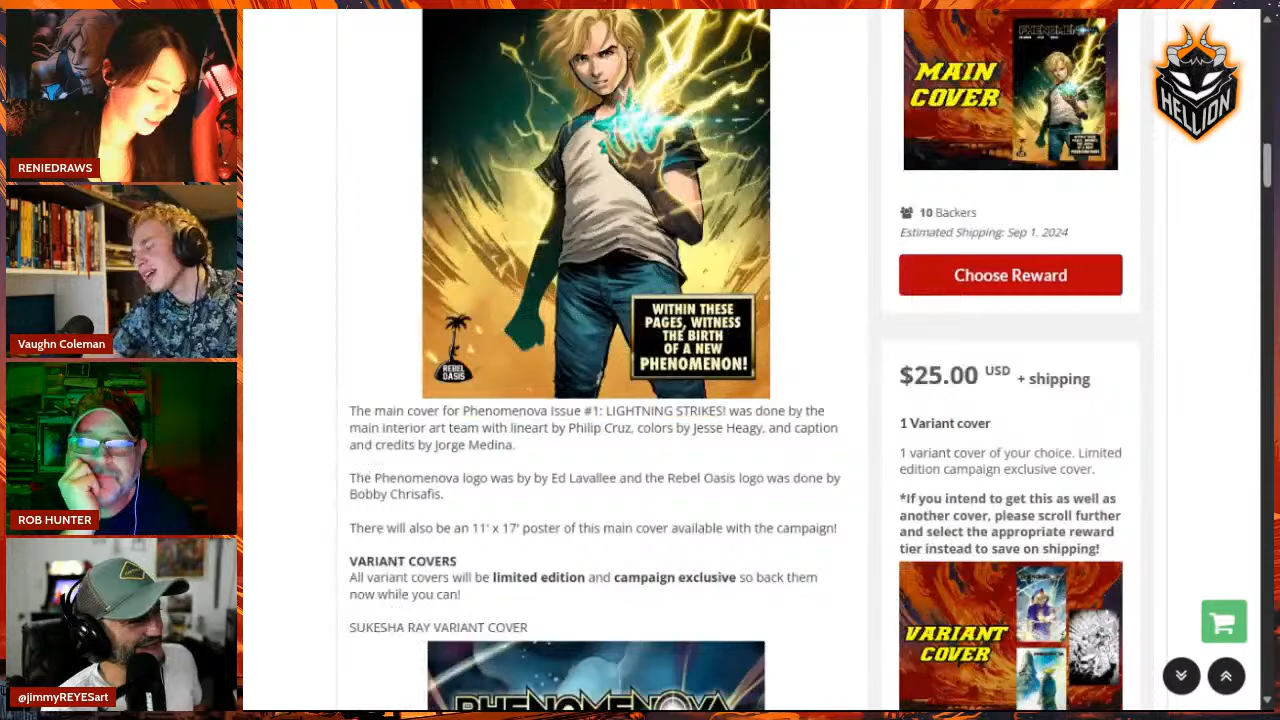 RENIEDRAWS
Vaughn Coleman
ROB HUNTER
@jimmyREYESart
WITHIN THESE
PAGES, WITNESS
THE BIRTH
OF A NEW
PHENOMENON!
REBEL
OASIS
The main cover for Phenomenova Issue #1: LIGHTNING STRIKES! was done by the
main interior art team with lineart by Philip Cruz, colors by Jesse Heagy, and caption
and credits by Jorge Medina.
The Phenomenova logo was by by Ed Lavallee and the Rebel Oasis logo was done by
Bobby Chrisafis.
There will also be an 11' x 17' poster of this main cover available with the campaign!
VARIANT COVERS
All variant covers will be limited edition and campaign exclusive so back them
now while you can!
SUKESHA RAY VARIANT COVER
PHENOMENOVA
MAIN
COVER
PHENOMENOVA
10 Backers
Estimated Shipping: Sep 1, 2024
Choose Reward
$25.00 USD + shipping
1 Variant cover
1 variant cover of your choice. Limited
edition campaign exclusive cover.
*If you intend to get this as well as
another cover, please scroll further
and select the appropriate reward
tier instead to save on shipping!
VARIANT
COVER
HELLION